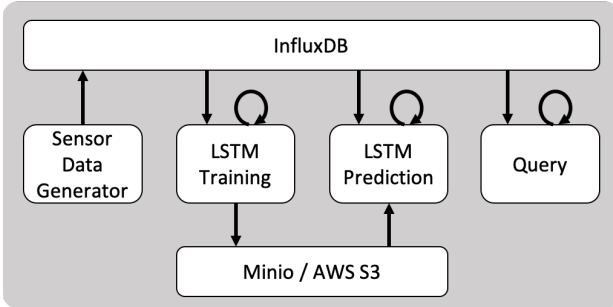 InfluxDB
Sensor
Data
Generator
LSTM
Training
LSTM
Prediction
Query
Minio / AWS S3